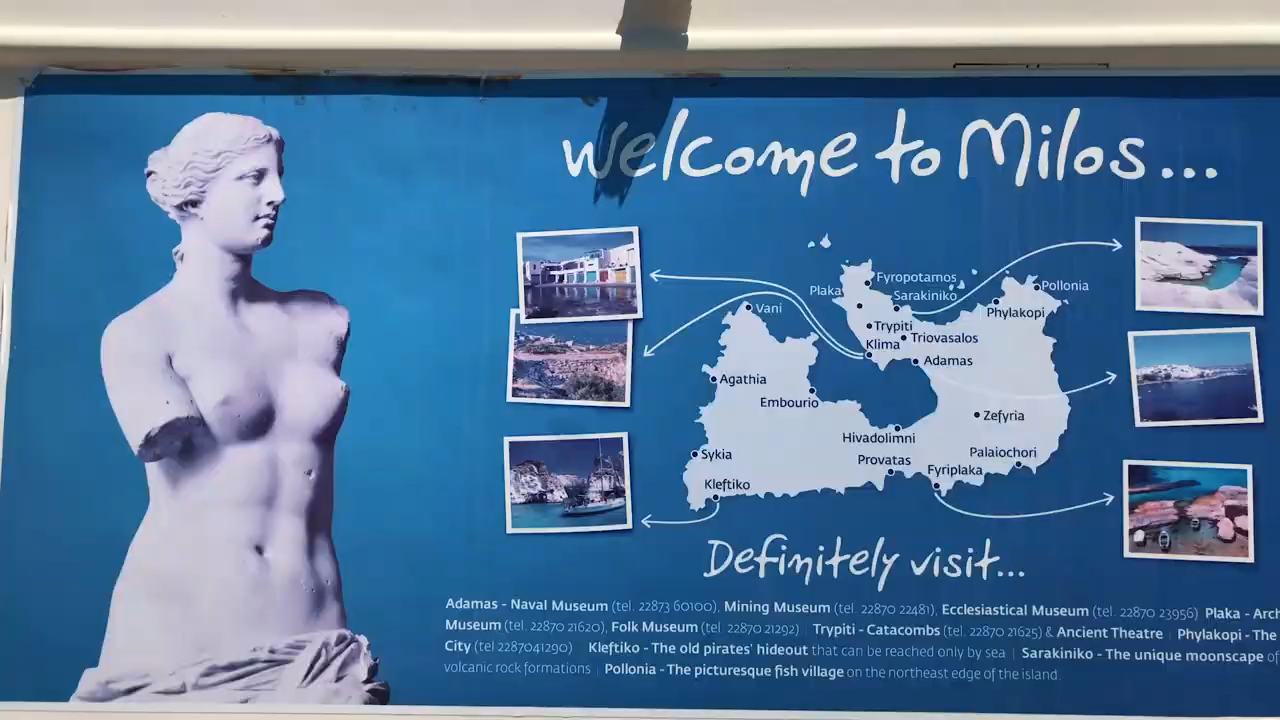 Welcome to Milos...
Fyropotamos
Plaka
Sarakiniko
Pollonia
Vani
Phylakopi
Trypiti
Triovasalos
Klima
Adamas
Agathia
Embourio
Zefyria
Hivadolimni
Sykia
Provatas
Palaiochori
Fyriplaka
Kleftiko
Definitely visit...
Adamas - Naval Museum (tel. 22873 60100), Mining Museum (tel. 22870 22481), Ecclesiastical Museum (tel. 22870 23956) Plaka - Arch
Museum (tel. 22870 21620), Folk Museum (tel. 22870 21292) | Trypiti - Catacombs (tel. 22870 21625) & Ancient Theatre | Phylakopi - The
City (tel 2287041290) Kleftiko - The old pirates' hideout that can be reached only by sea | Sarakiniko - The unique moonscape of
volcanic rock formations | Pollonia - The picturesque fish village on the northeast edge of the island.